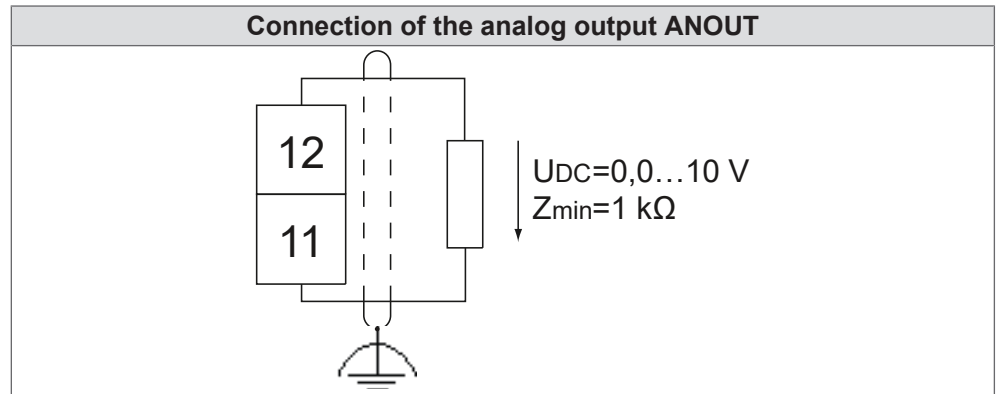 Connection of the analog output ANOUT
12
11
UDC=0,0...10 V
Zmin=1 kΩ